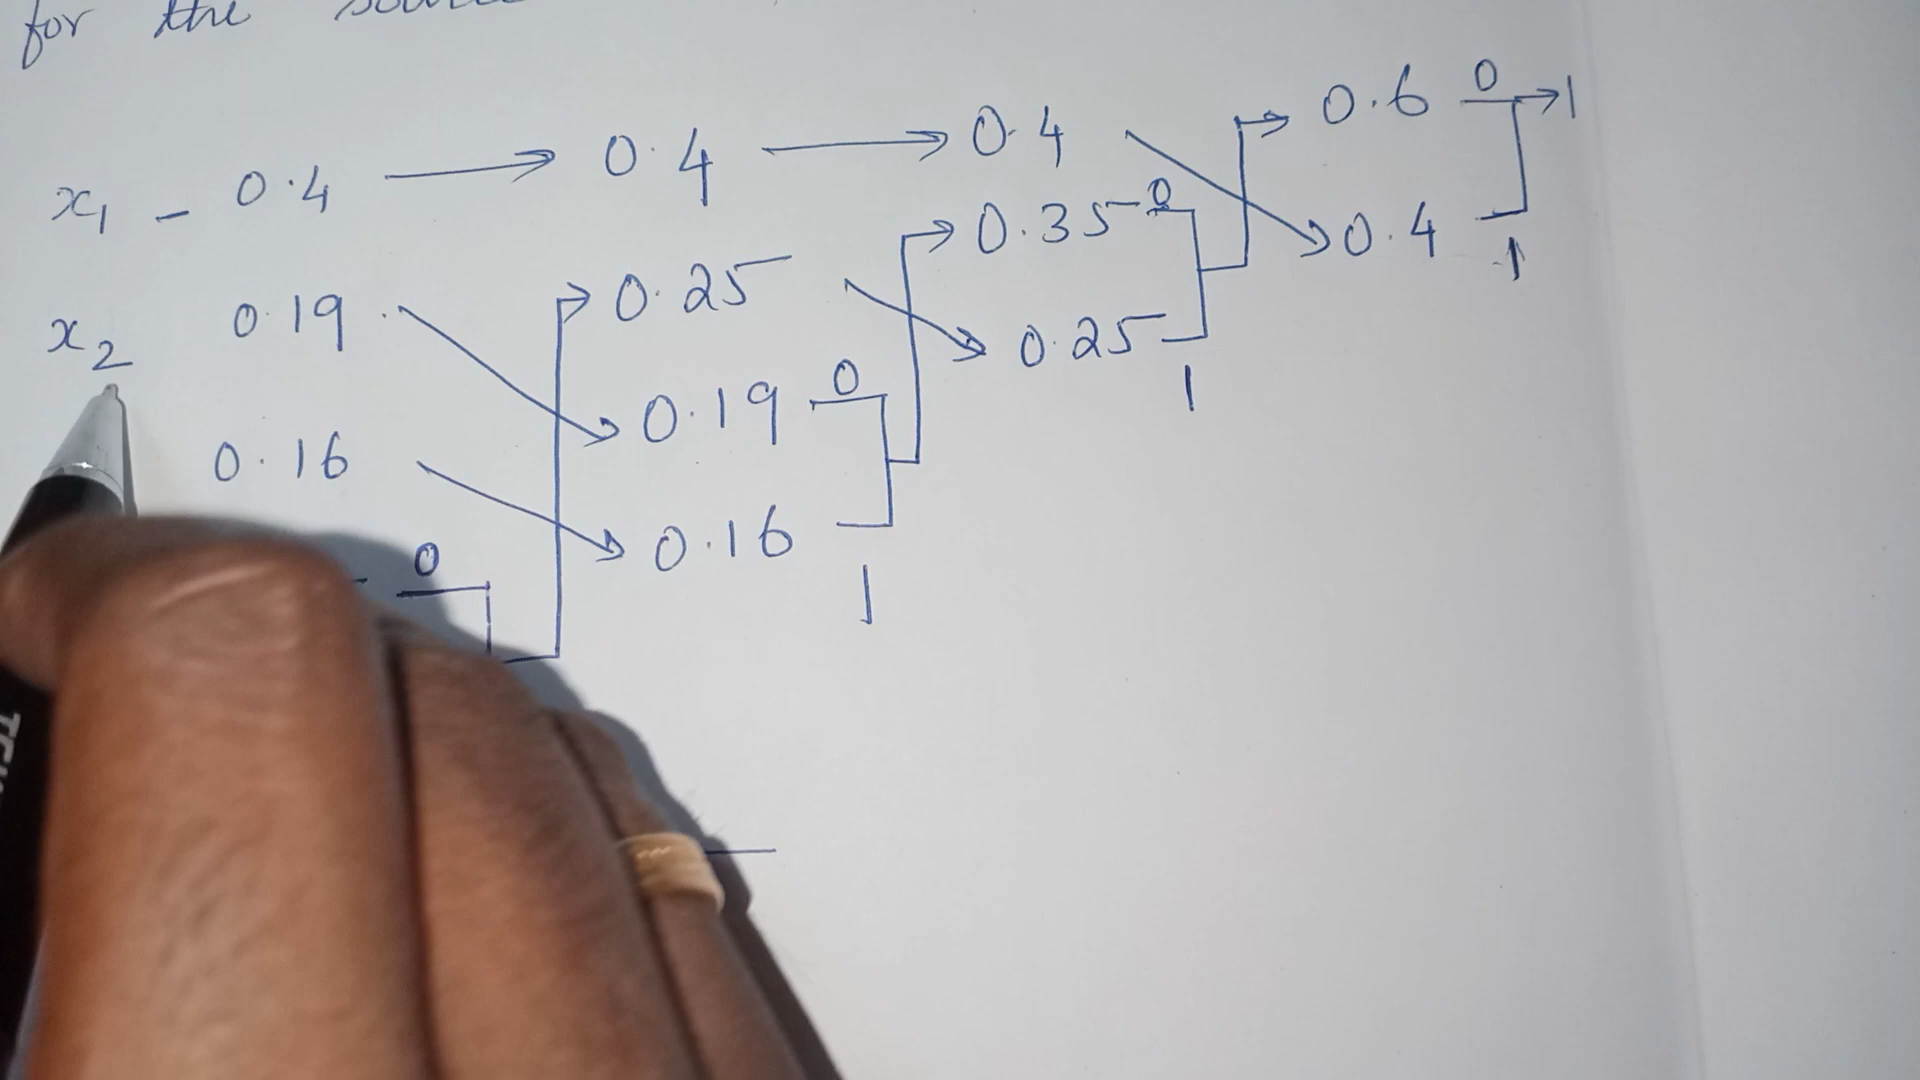 for the
x1 - 0.4 → 0.4 → 0.4 0.6 0 → 1
x2 0.19 0.25 0.35 0 0.4 1
0.16 0.19 0 0.25 1
0 0.16 1